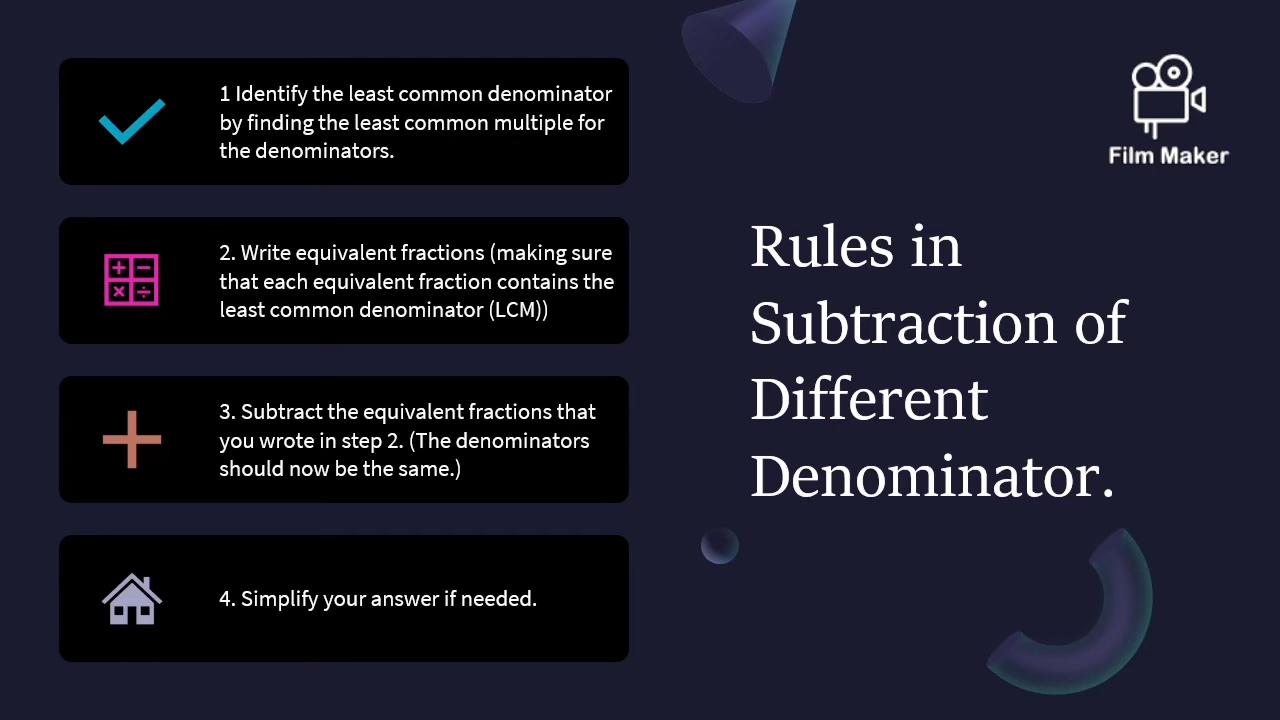 1 Identify the least common denominator
by finding the least common multiple for
the denominators.
2. Write equivalent fractions (making sure
that each equivalent fraction contains the
least common denominator (LCM))
3. Subtract the equivalent fractions that
you wrote in step 2. (The denominators
should now be the same.)
4. Simplify your answer if needed.
Film Maker
Rules in
Subtraction of
Different
Denominator.